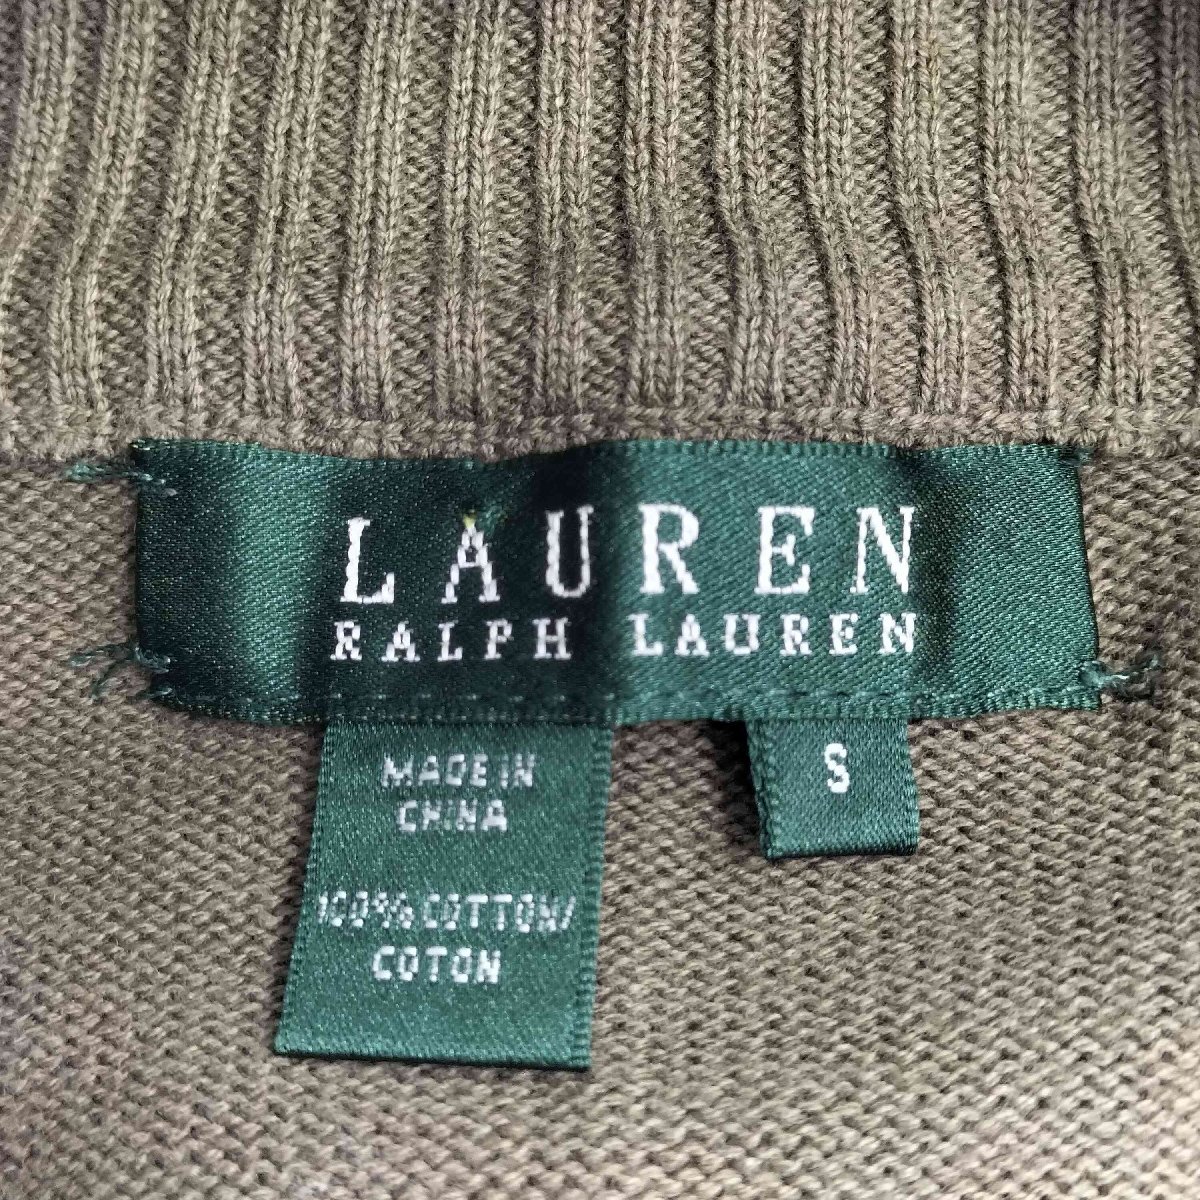 LAUREN
RALPH LAUREN
MADE IN
CHINA
100% COTTON/
COTON
S